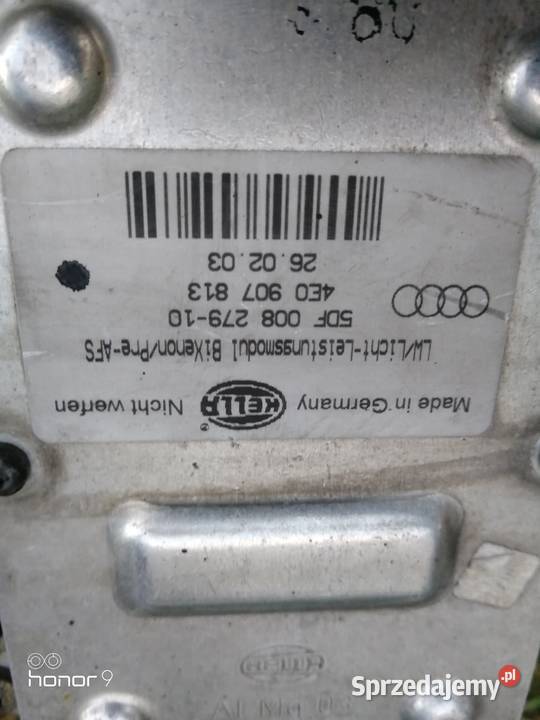 Made in Germany HELLA ® Nicht werfen
LW/Licht-Leistungsmodul BiXenon/Pre-AFS
5DF 008 279-10
4E0 907 813
26.02.03
HELLA
honor 9
Sprzedajemy.pl